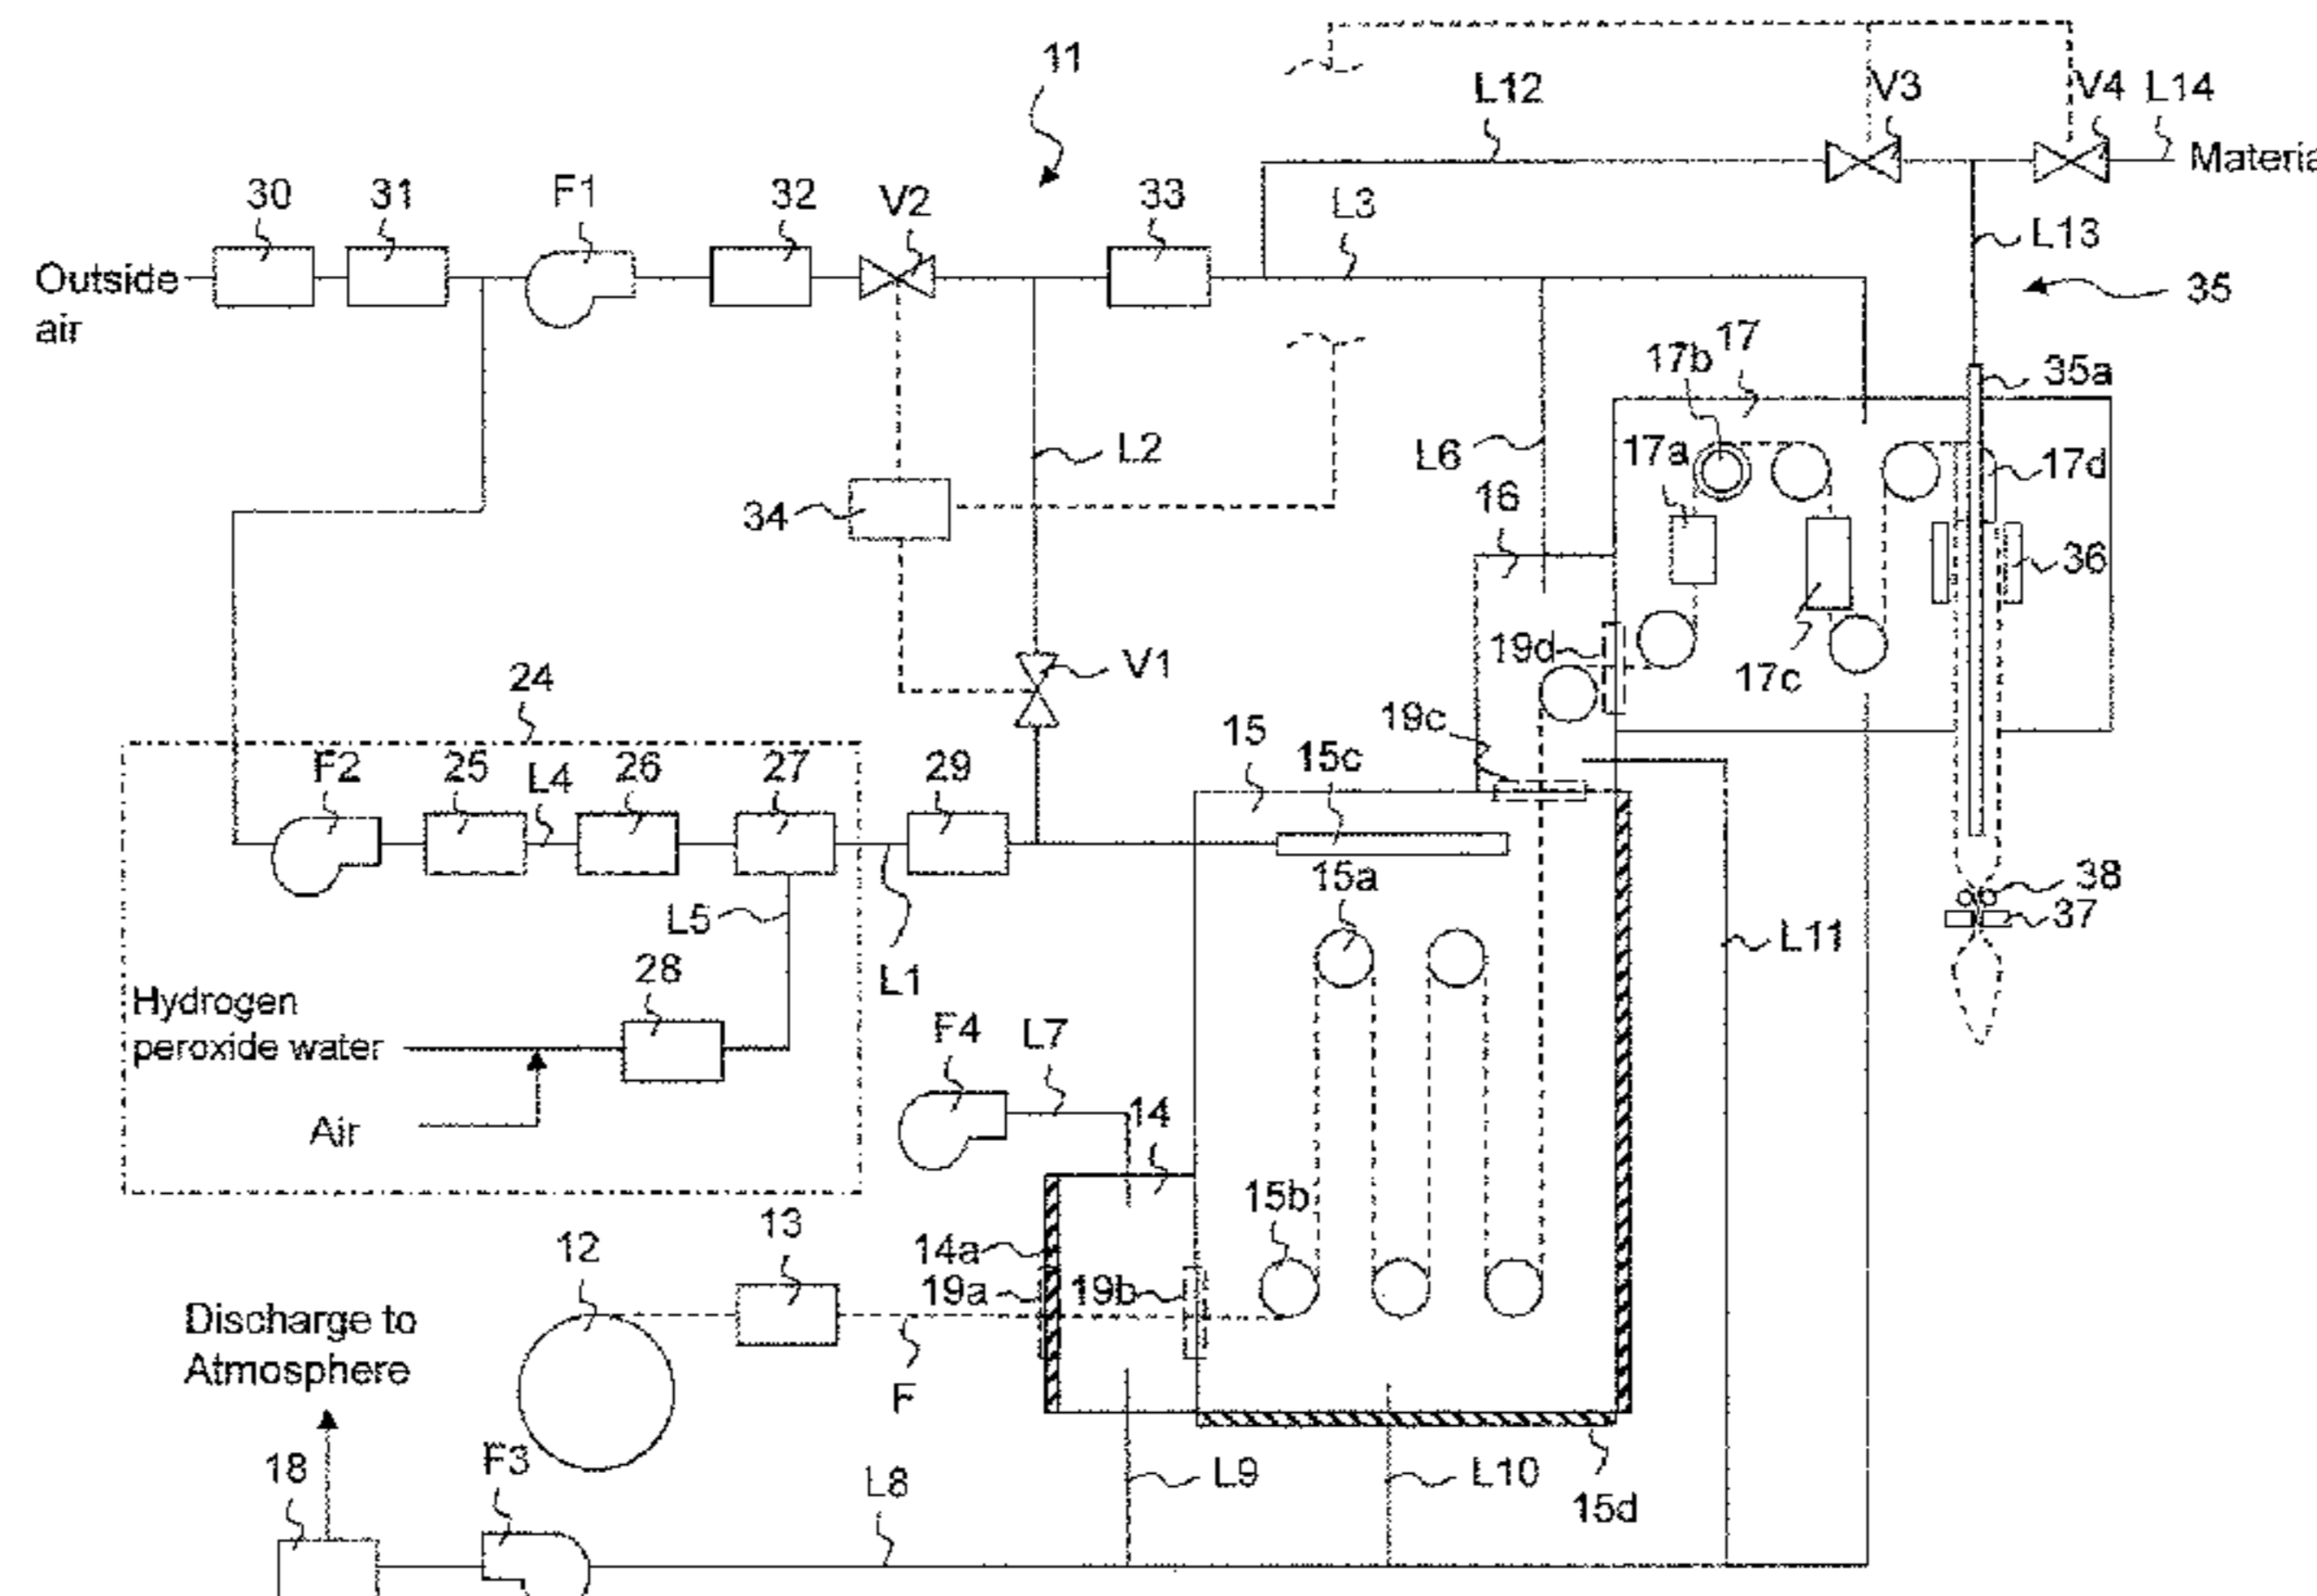 11
L12
V3
V4
L14
Materia
30
31
F1
32
V2
33
L3
L13
Outside
air
35
17
17b
35a
L2
L6
17a
17d
16
34
36
19d
V1
17c
24
19c
15
15c
F2
25
L4
26
27
29
15a
38
37
L5
L1
L11
28
Hydrogen
peroxide water
F4
L7
Air
14
15b
13
12
14a
19a
19b
Discharge to
Atmosphere
F
18
F3
L8
L9
L10
15d